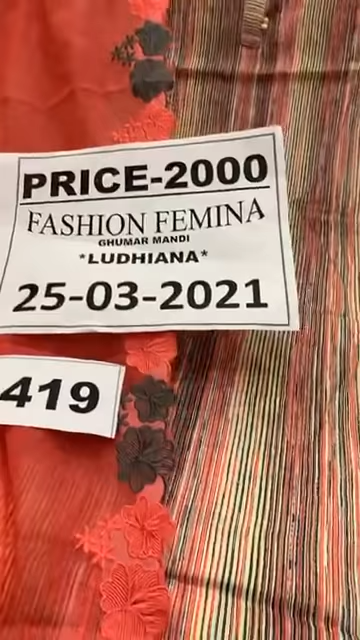 PRICE-2000
FASHION FEMINA
GHUMAR MANDI
*LUDHIANA*
25-03-2021
419